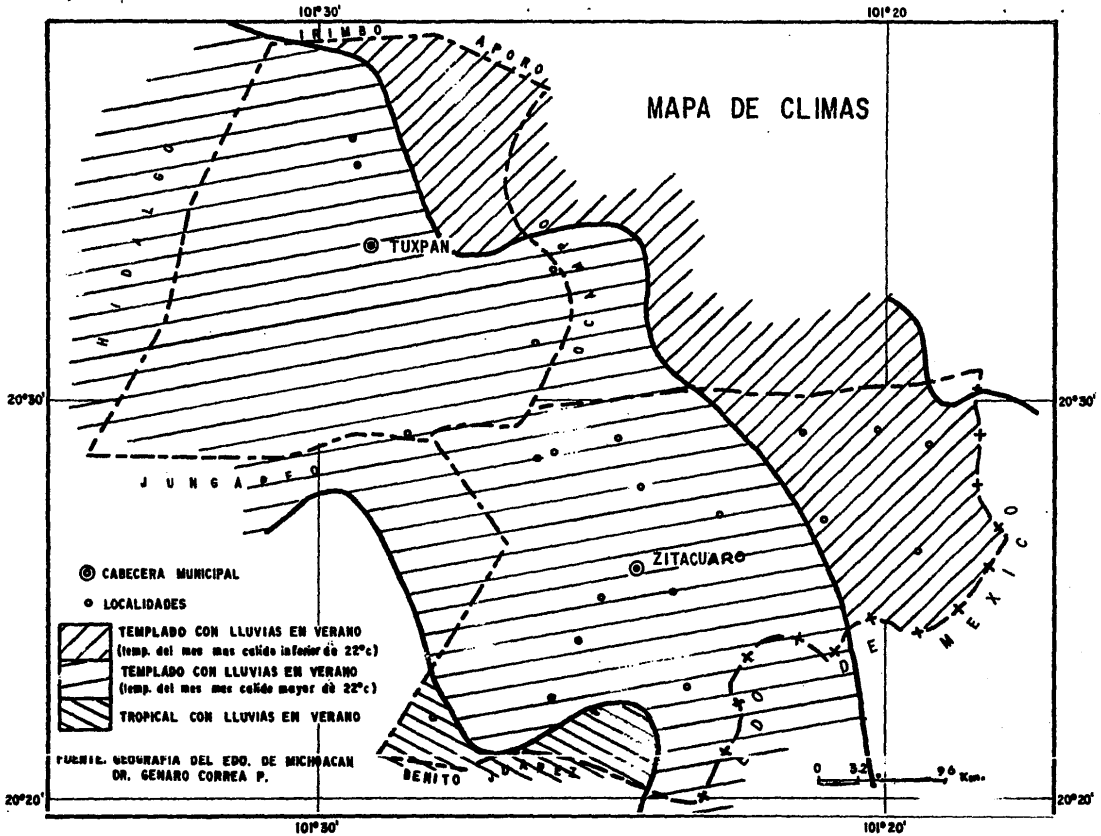 101°30'
101°20'
IRIMBO
APORO
MAPA DE CLIMAS
HIDALGO
TUXPAN
OCAMPO
20°30'
20°30'
JUNGAPEO
ZITACUARO
EDO DE MEXICO
CABECERA MUNICIPAL
LOCALIDADES
TEMPLADO CON LLUVIAS EN VERANO
(temp. del mes mas calido inferior de 22°c)
TEMPLADO CON LLUVIAS EN VERANO
(temp. del mes mas calido mayor de 22°c)
TROPICAL CON LLUVIAS EN VERANO
FUENTE. GEOGRAFIA DEL EDO. DE MICHOACAN
DR. GENARO CORREA P.
BENITO JUAREZ
0 3.2 9.6 Km.
20°20'
20°20'
101°30'
101°20'